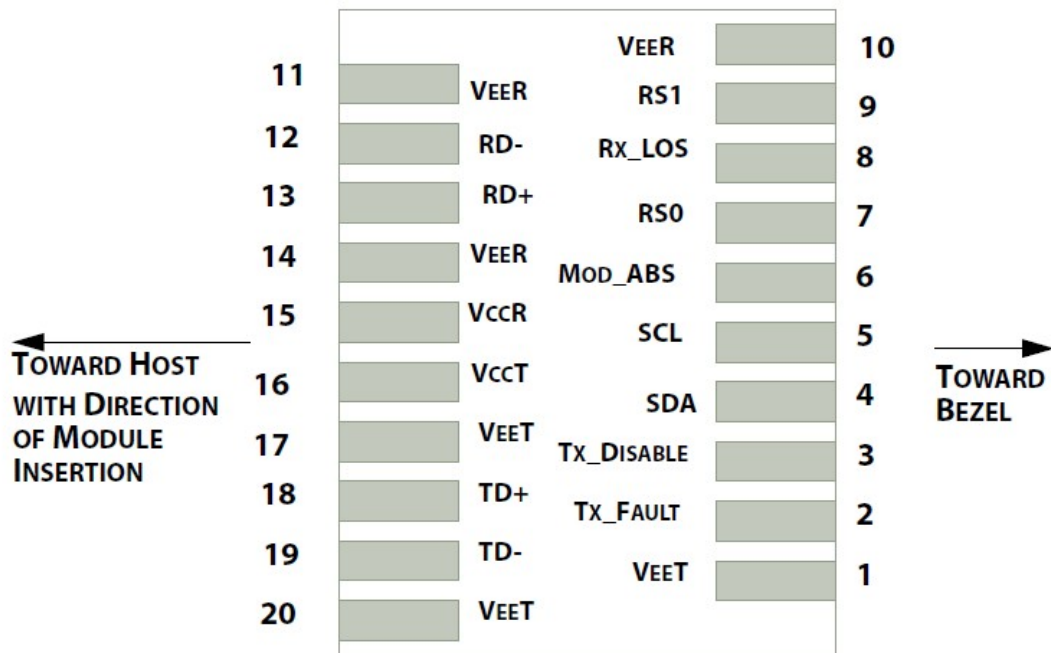 11 VEER
12 RD-
13 RD+
14 VEER
15 VCCR
16 VCCT
17 VEET
18 TD+
19 TD-
20 VEET
VEER 10
RS1 9
RX_LOS 8
RS0 7
MOD_ABS 6
SCL 5
SDA 4
TX_DISABLE 3
TX_FAULT 2
VEET 1
TOWARD HOST
WITH DIRECTION
OF MODULE
INSERTION
TOWARD
BEZEL